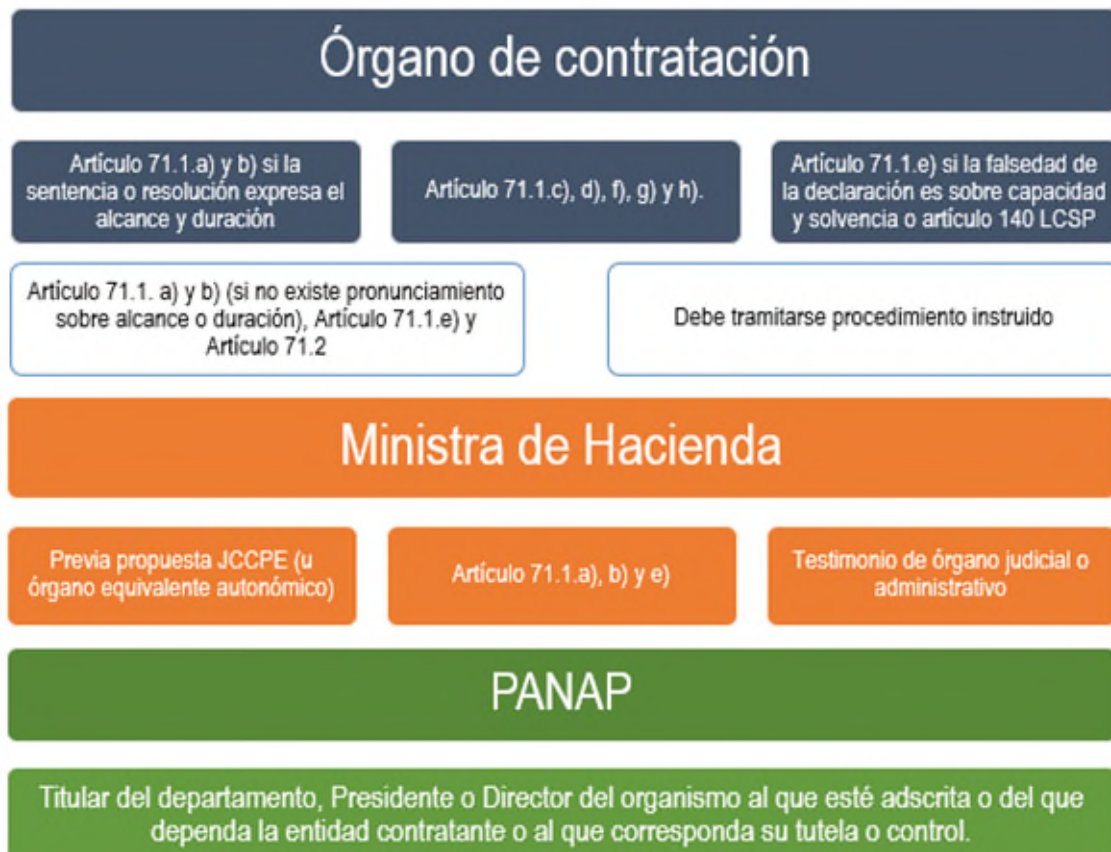 Órgano de contratación
Artículo 71.1.a) y b) si la
sentencia o resolución expresa el
alcance y duración
Artículo 71.1.c), d), f), g) y h).
Artículo 71.1.e) si la falsedad de
la declaración es sobre capacidad
y solvencia o artículo 140 LCSP
Artículo 71.1. a) y b) (si no existe pronunciamiento
sobre alcance o duración), Artículo 71.1.e) y
Artículo 71.2
Debe tramitarse procedimiento instruido
Ministra de Hacienda
Previa propuesta JCCPE (u
órgano equivalente autonómico)
Artículo 71.1.a), b) y e)
Testimonio de órgano judicial o
administrativo
PANAP
Titular del departamento, Presidente o Director del organismo al que esté adscrita o del que
dependa la entidad contratante o al que corresponda su tutela o control.